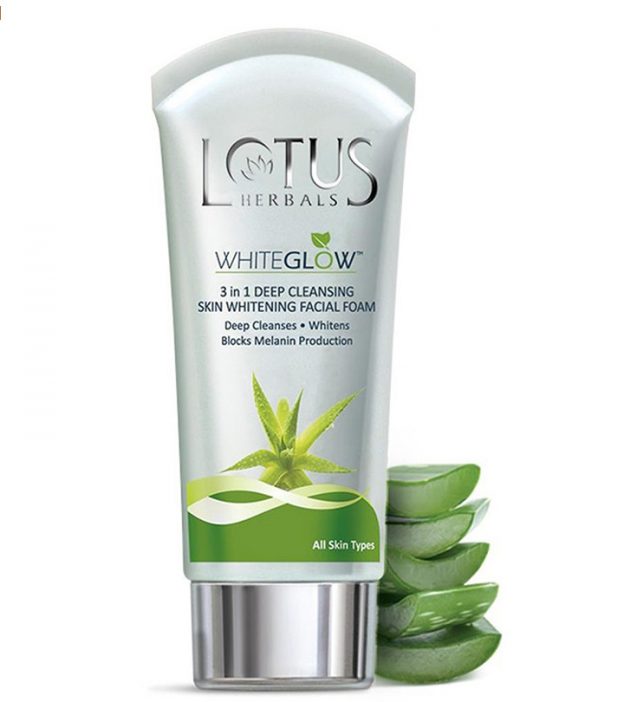 LOTUS
HERBALS
WHITEGLOW™
3 in 1 DEEP CLEANSING
SKIN WHITENING FACIAL FOAM
Deep Cleanses • Whitens
Blocks Melanin Production
All Skin Types